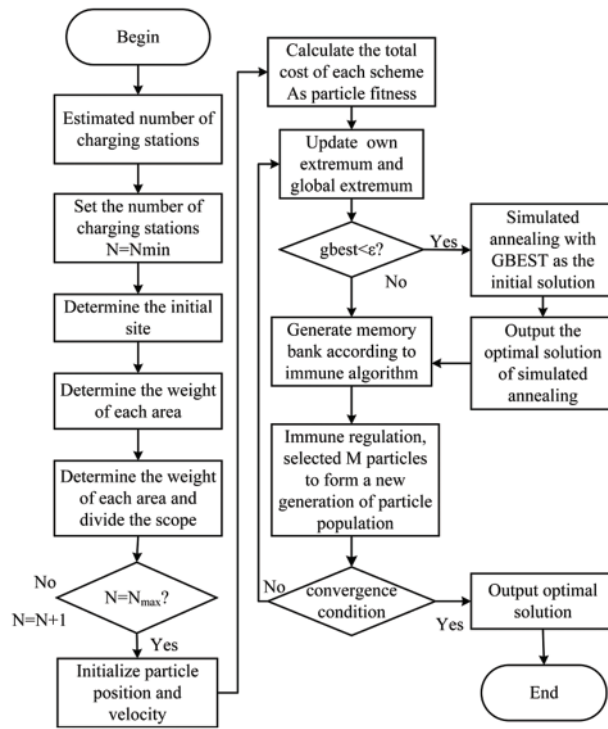 Begin
Estimated number of
charging stations
Set the number of
charging stations
N=Nmin
Determine the initial
site
Determine the weight
of each area
Determine the weight
of each area and
divide the scope
No
N=N+1
N=Nmax?
Yes
Initialize particle
position and
velocity
Calculate the total
cost of each scheme
As particle fitness
Update own
extremum and
global extremum
gbest<ε?
Yes
No
Simulated
annealing with
GBEST as the
initial solution
Output the
optimal solution
of simulated
annealing
Generate memory
bank according to
immune algorithm
Immune regulation,
selected M particles
to form a new
generation of particle
population
No
convergence
condition
Yes
Output optimal
solution
End